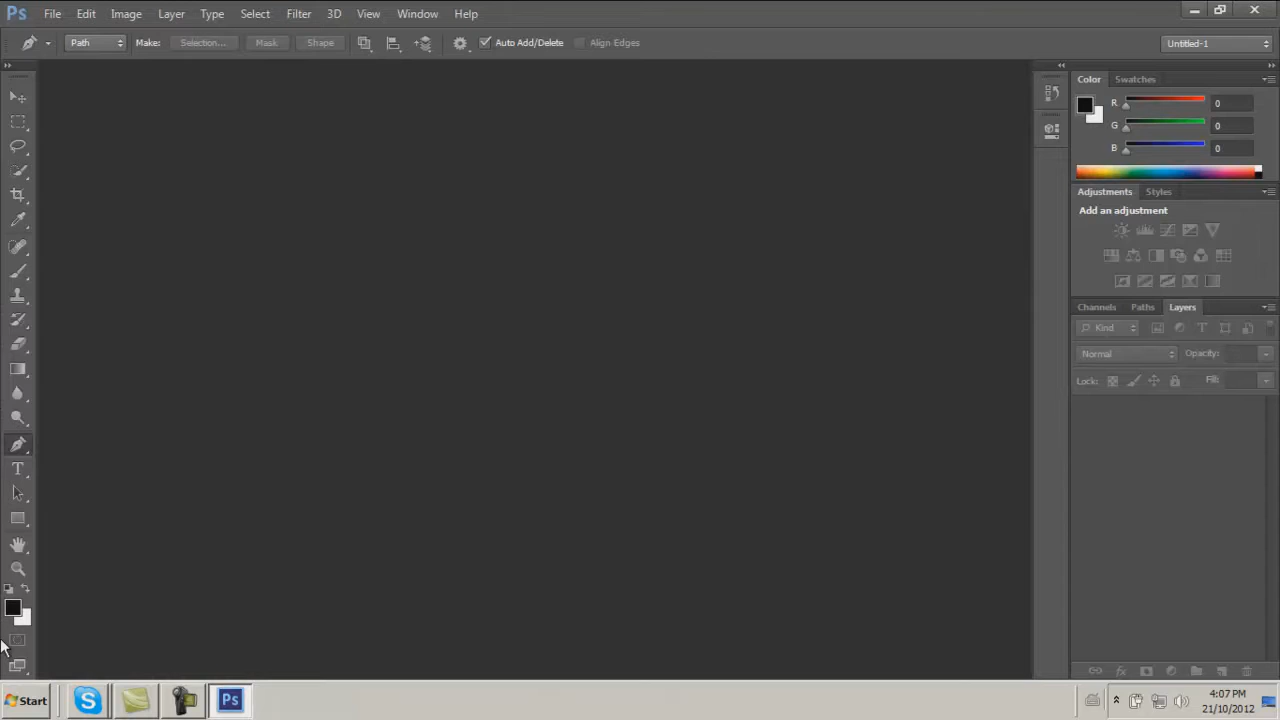 Ps File Edit Image Layer Type Select Filter 3D View Window Help
Path Make: Selection... Mask Shape Auto Add/Delete Align Edges Untitled-1
Color Swatches
R 0
G 0
B 0
Adjustments Styles
Add an adjustment
Channels Paths Layers
Kind T
Normal Opacity:
Lock: Fill:
fx
T
Start S Ps 4:07 PM
21/10/2012